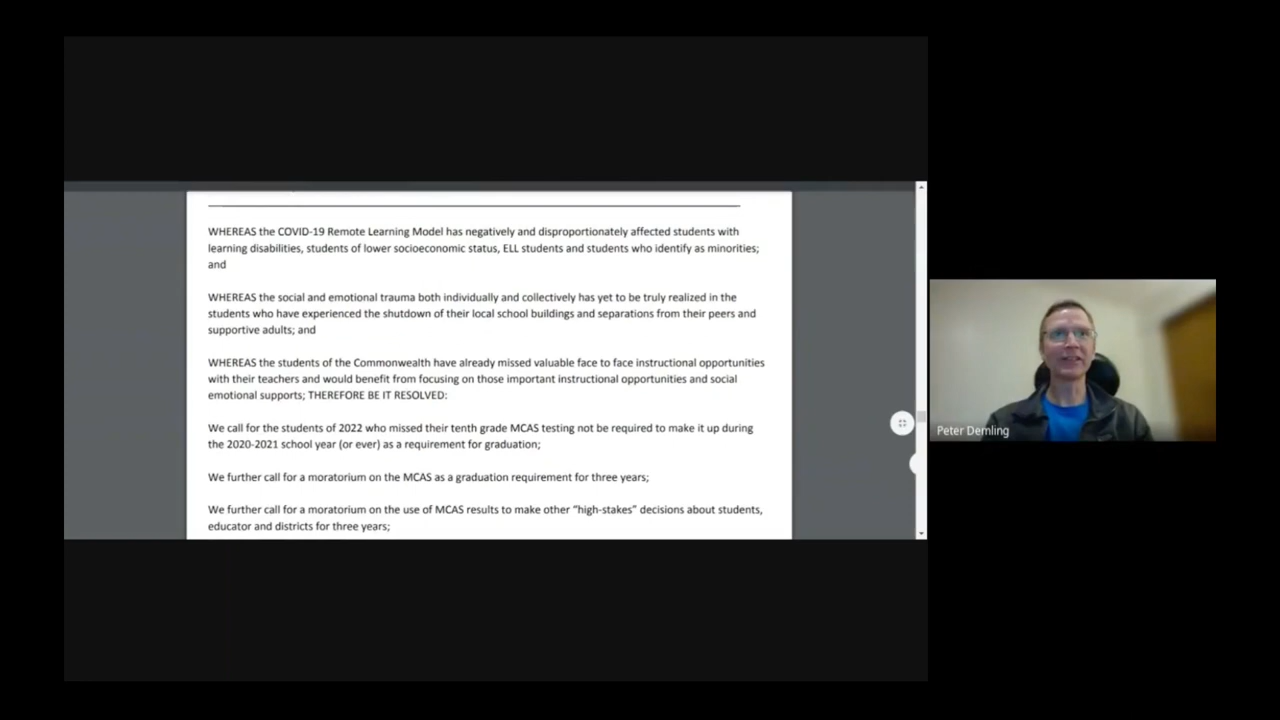 WHEREAS the COVID-19 Remote Learning Model has negatively and disproportionately affected students with
learning disabilities, students of lower socioeconomic status, ELL students and students who identify as minorities;
and
WHEREAS the social and emotional trauma both individually and collectively has yet to be truly realized in the
students who have experienced the shutdown of their local school buildings and separations from their peers and
supportive adults; and
WHEREAS the students of the Commonwealth have already missed valuable face to face instructional opportunities
with their teachers and would benefit from focusing on those important instructional opportunities and social
emotional supports; THEREFORE BE IT RESOLVED:
We call for the students of 2022 who missed their tenth grade MCAS testing not be required to make it up during
the 2020-2021 school year (or ever) as a requirement for graduation;
We further call for a moratorium on the MCAS as a graduation requirement for three years;
We further call for a moratorium on the use of MCAS results to make other “high-stakes” decisions about students,
educator and districts for three years;
Peter Demling